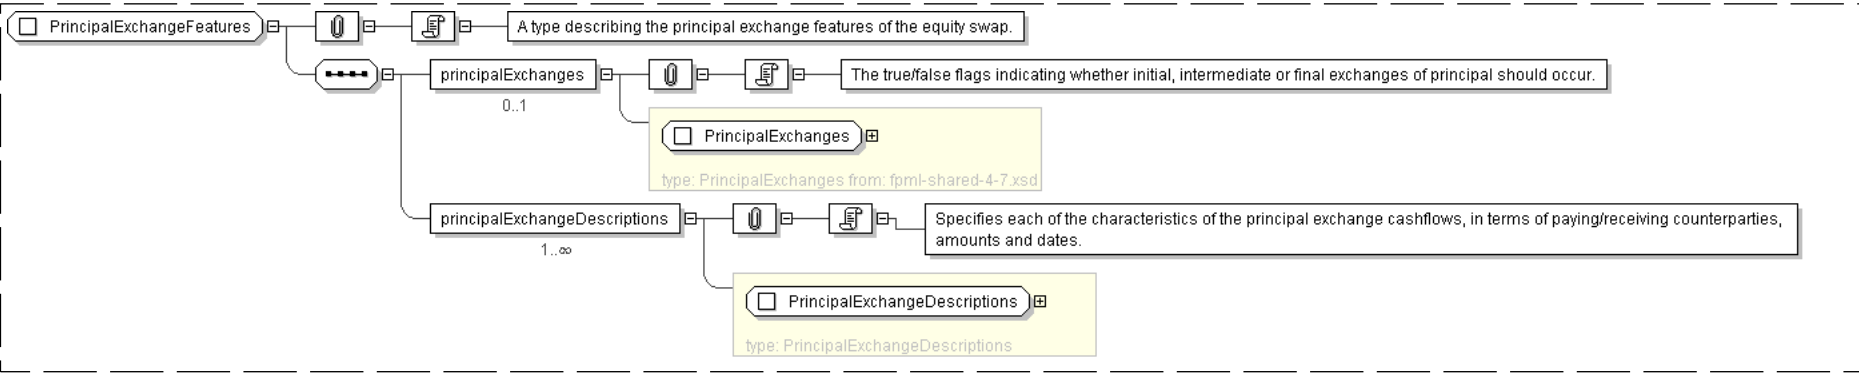 PrincipalExchangeFeatures
A type describing the principal exchange features of the equity swap.
principalExchanges
The true/false flags indicating whether initial, intermediate or final exchanges of principal should occur.
0..1
PrincipalExchanges
type: PrincipalExchanges from: fpml-shared-4-7.xsd
principalExchangeDescriptions
Specifies each of the characteristics of the principal exchange cashflows, in terms of paying/receiving counterparties,
amounts and dates.
1..∞
PrincipalExchangeDescriptions
type: PrincipalExchangeDescriptions